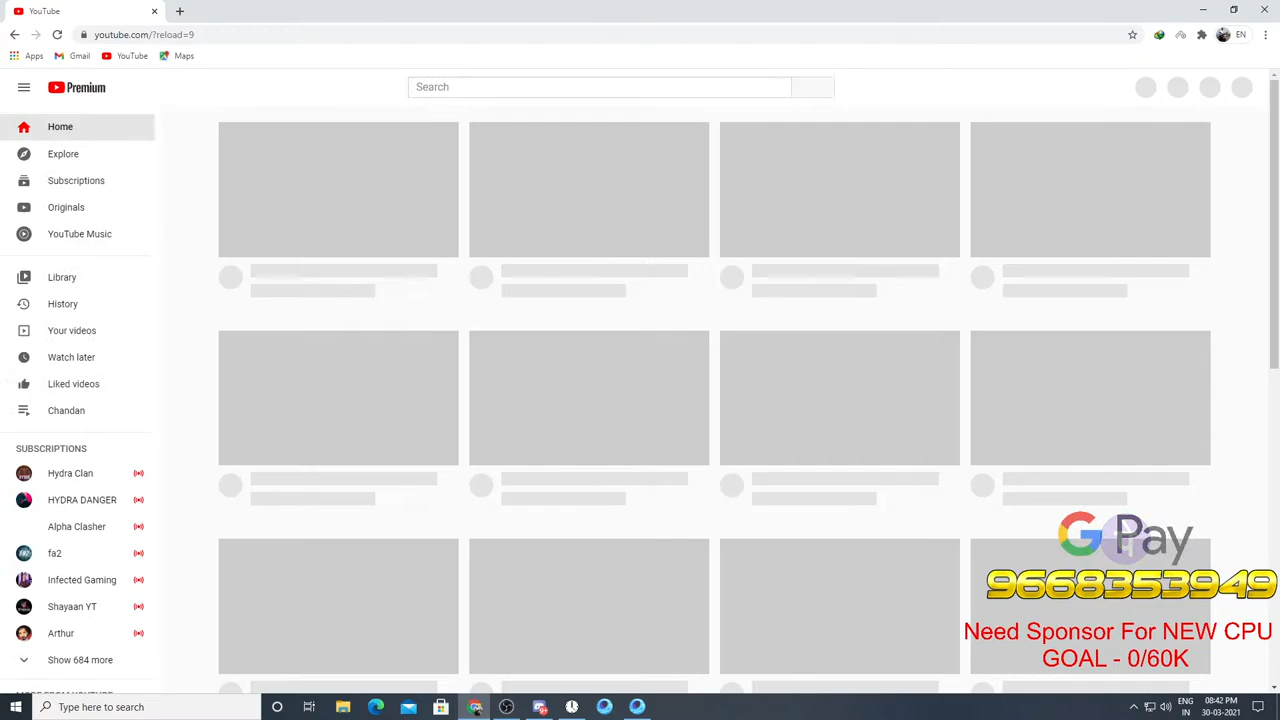 YouTube
youtube.com/?reload=9
EN
Apps
Gmail
YouTube
Maps
Premium
Search
Home
Explore
Subscriptions
Originals
YouTube Music
Library
History
Your videos
Watch later
Liked videos
Chandan
SUBSCRIPTIONS
Hydra Clan
HYDRA DANGER
Alpha Clasher
fa2
Infected Gaming
Shayaan YT
Arthur
Show 684 more
MORE FROM YOUTUBE
G Pay
9668353949
Need Sponsor For NEW CPU
GOAL - 0/60K
Type here to search
ENG
IN
08:42 PM
30-03-2021